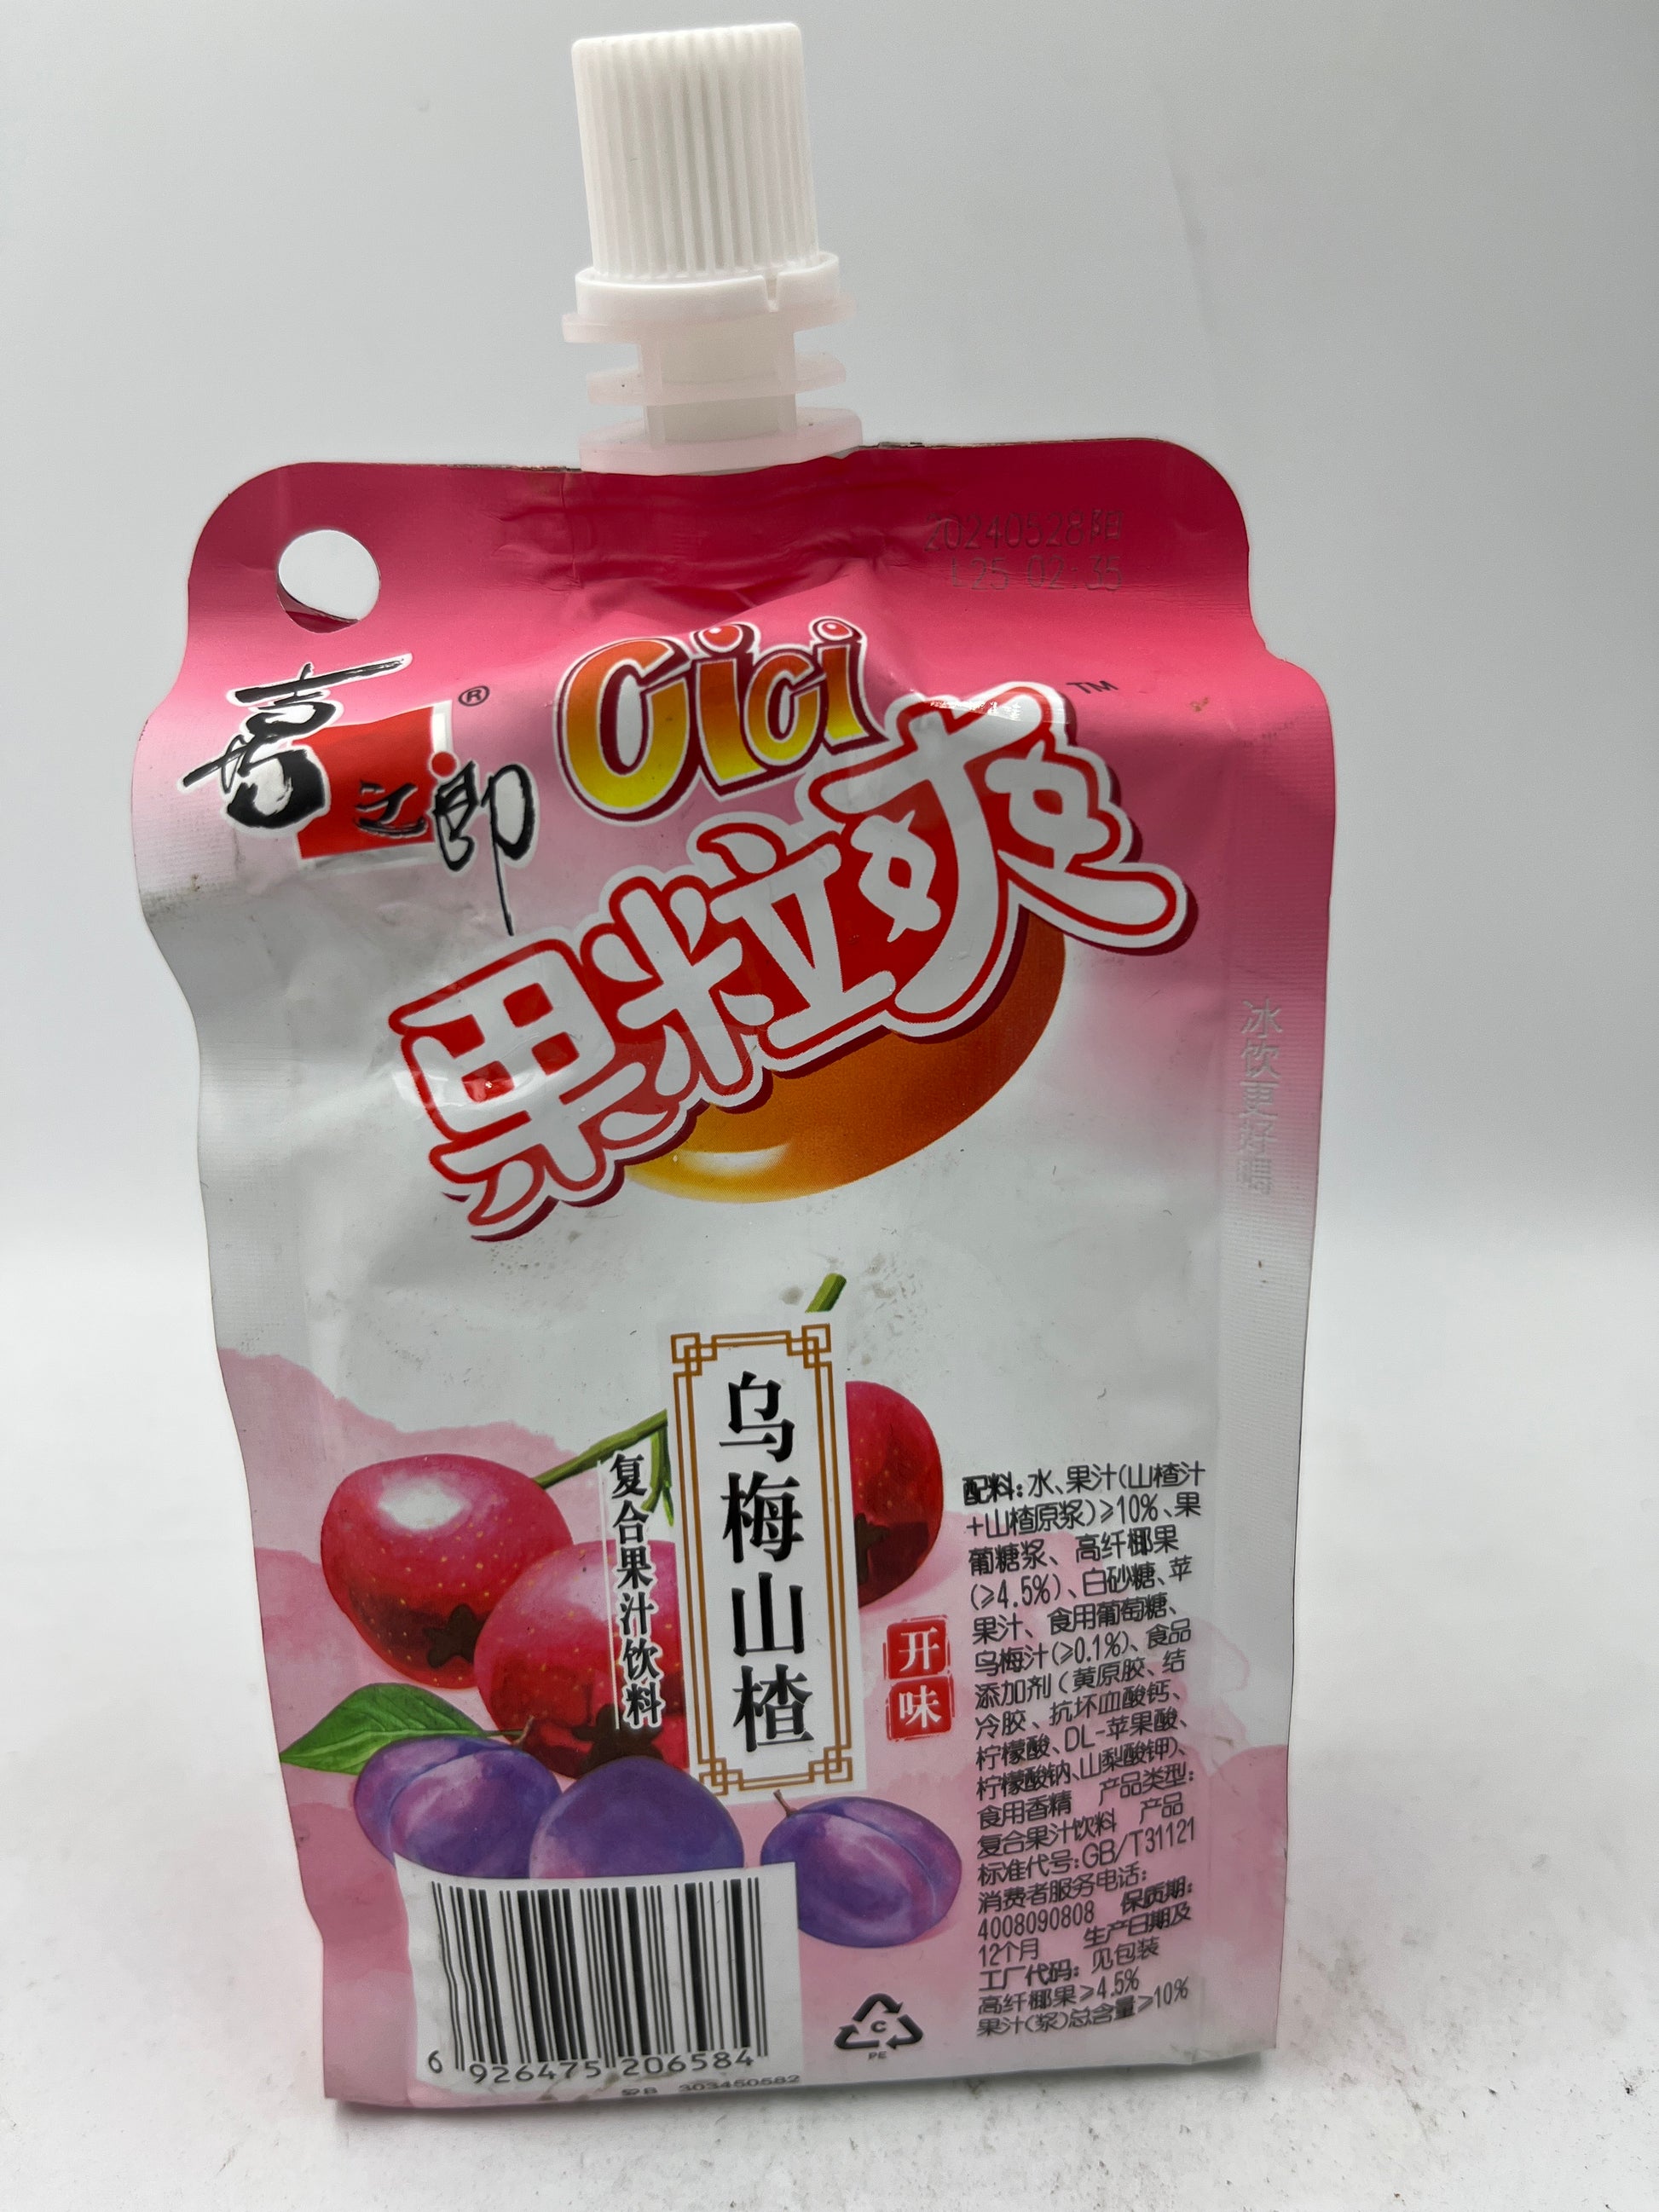 20240528阳
L25 02:35
喜之郎®
Cici
果粒爽™
冰饮更好喝
乌梅山楂
复合果汁饮料
开味
配料:水、果汁(山楂汁
+山楂原浆)≥10%、果
葡糖浆、高纤椰果
(≥4.5%)、白砂糖、苹
果汁、食用葡萄糖、
乌梅汁(≥0.1%)、食品
添加剂(黄原胶、结
冷胶、抗坏血酸钙、
柠檬酸、DL-苹果酸、
柠檬酸钠、山梨酸钾)、
食用香精 产品类型:
复合果汁饮料 产品
标准代号:GB/T31121
消费者服务电话:
4008090808 保质期:
12个月 生产日期及
工厂代码: 见包装
高纤椰果≥4.5%
果汁(浆)总含量≥10%
6 926475 206584
C
PE
303450582